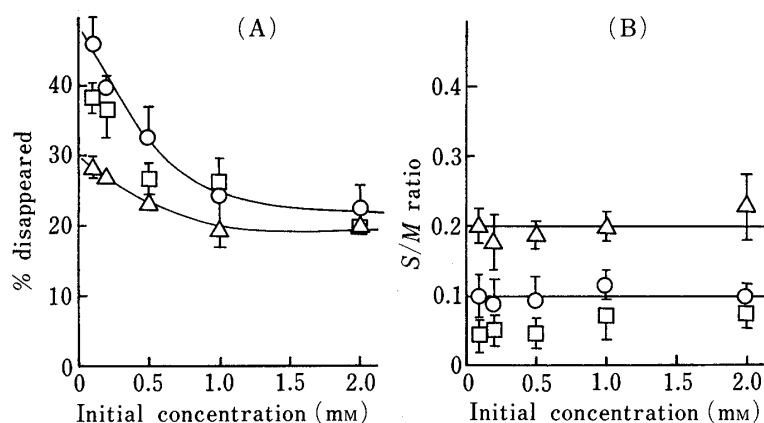 (A)
% disappeared
40
30
20
10
0
0 0.5 1.0 1.5 2.0
Initial concentration (mM)
(B)
S/M ratio
0.4
0.3
0.2
0.1
0
0 0.5 1.0 1.5 2.0
Initial concentration (mM)